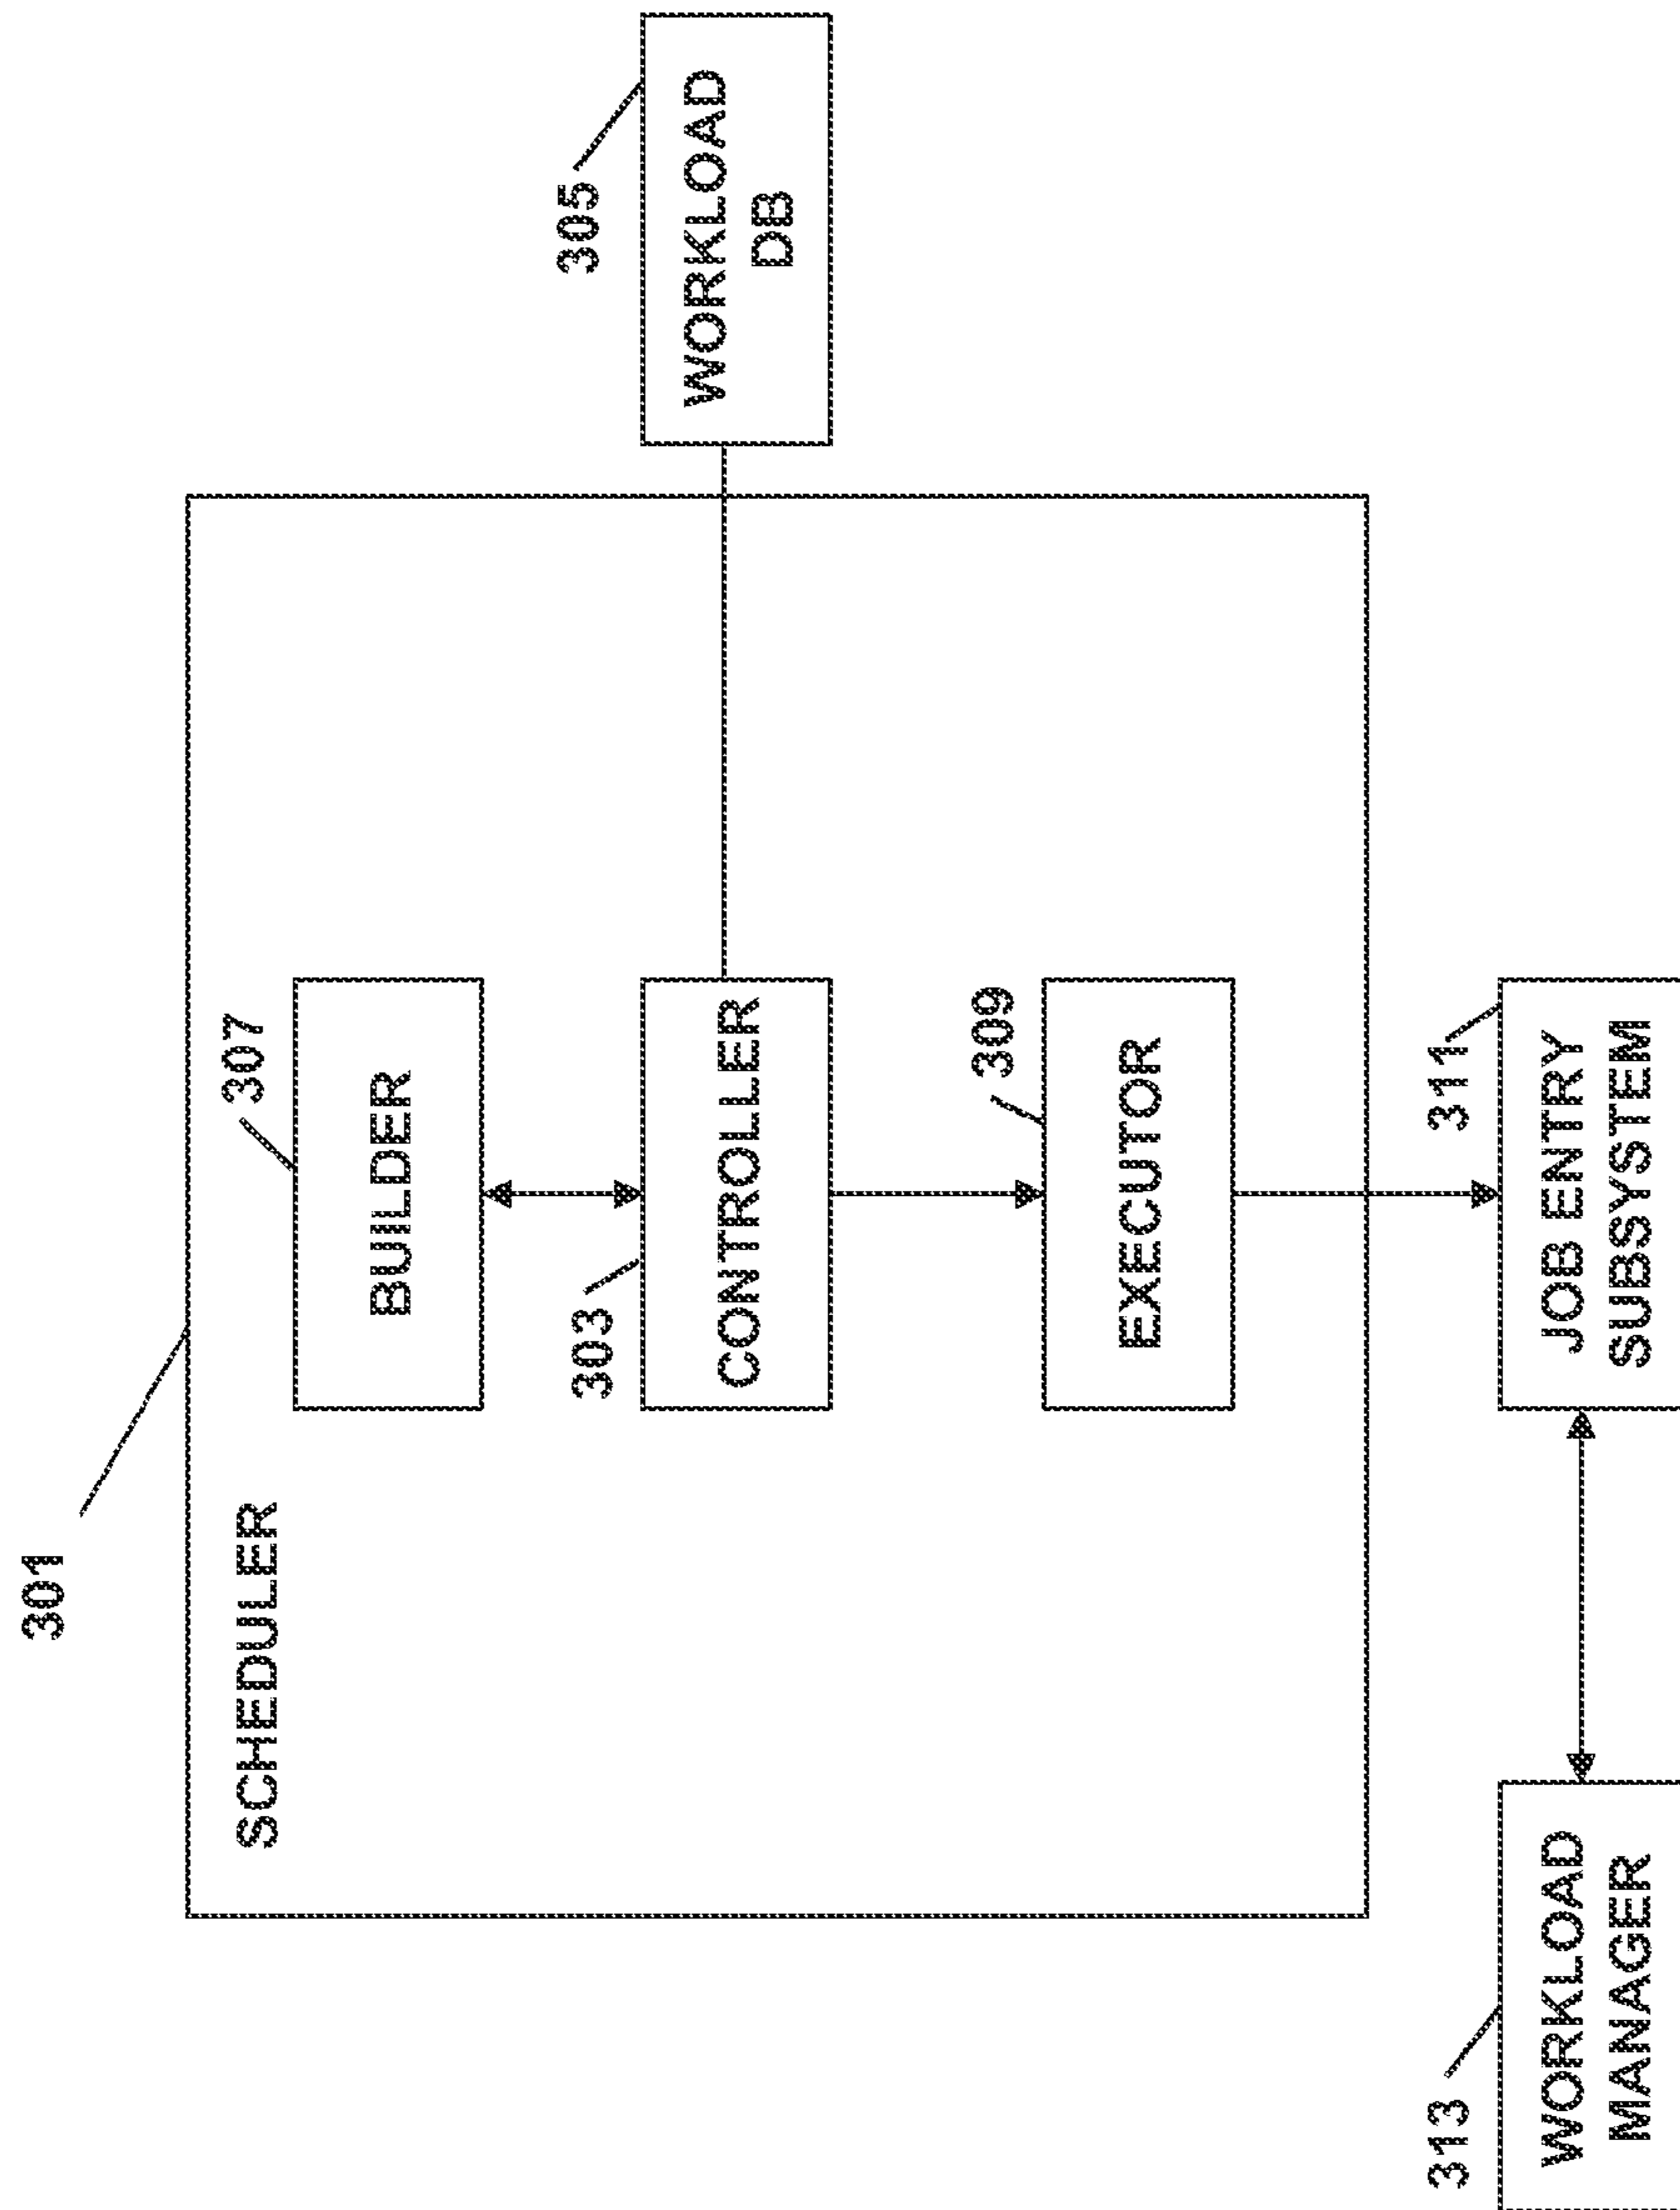 301
SCHEDULER
307
BUILDER
303
305
CONTROLLER
WORKLOAD
DB
309
EXECUTOR
313
311
WORKLOAD
MANAGER
JOB ENTRY
SUBSYSTEM